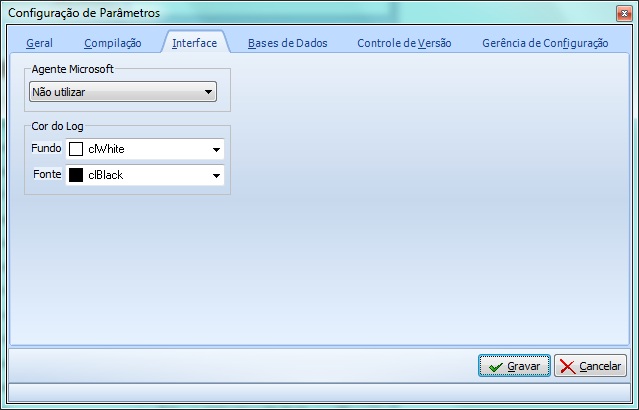 Configuração de Parâmetros
Geral Compilação Interface Bases de Dados Controle de Versão Gerência de Configuração
Agente Microsoft
Não utilizar
Cor do Log
Fundo clWhite
Fonte clBlack
Gravar Cancelar